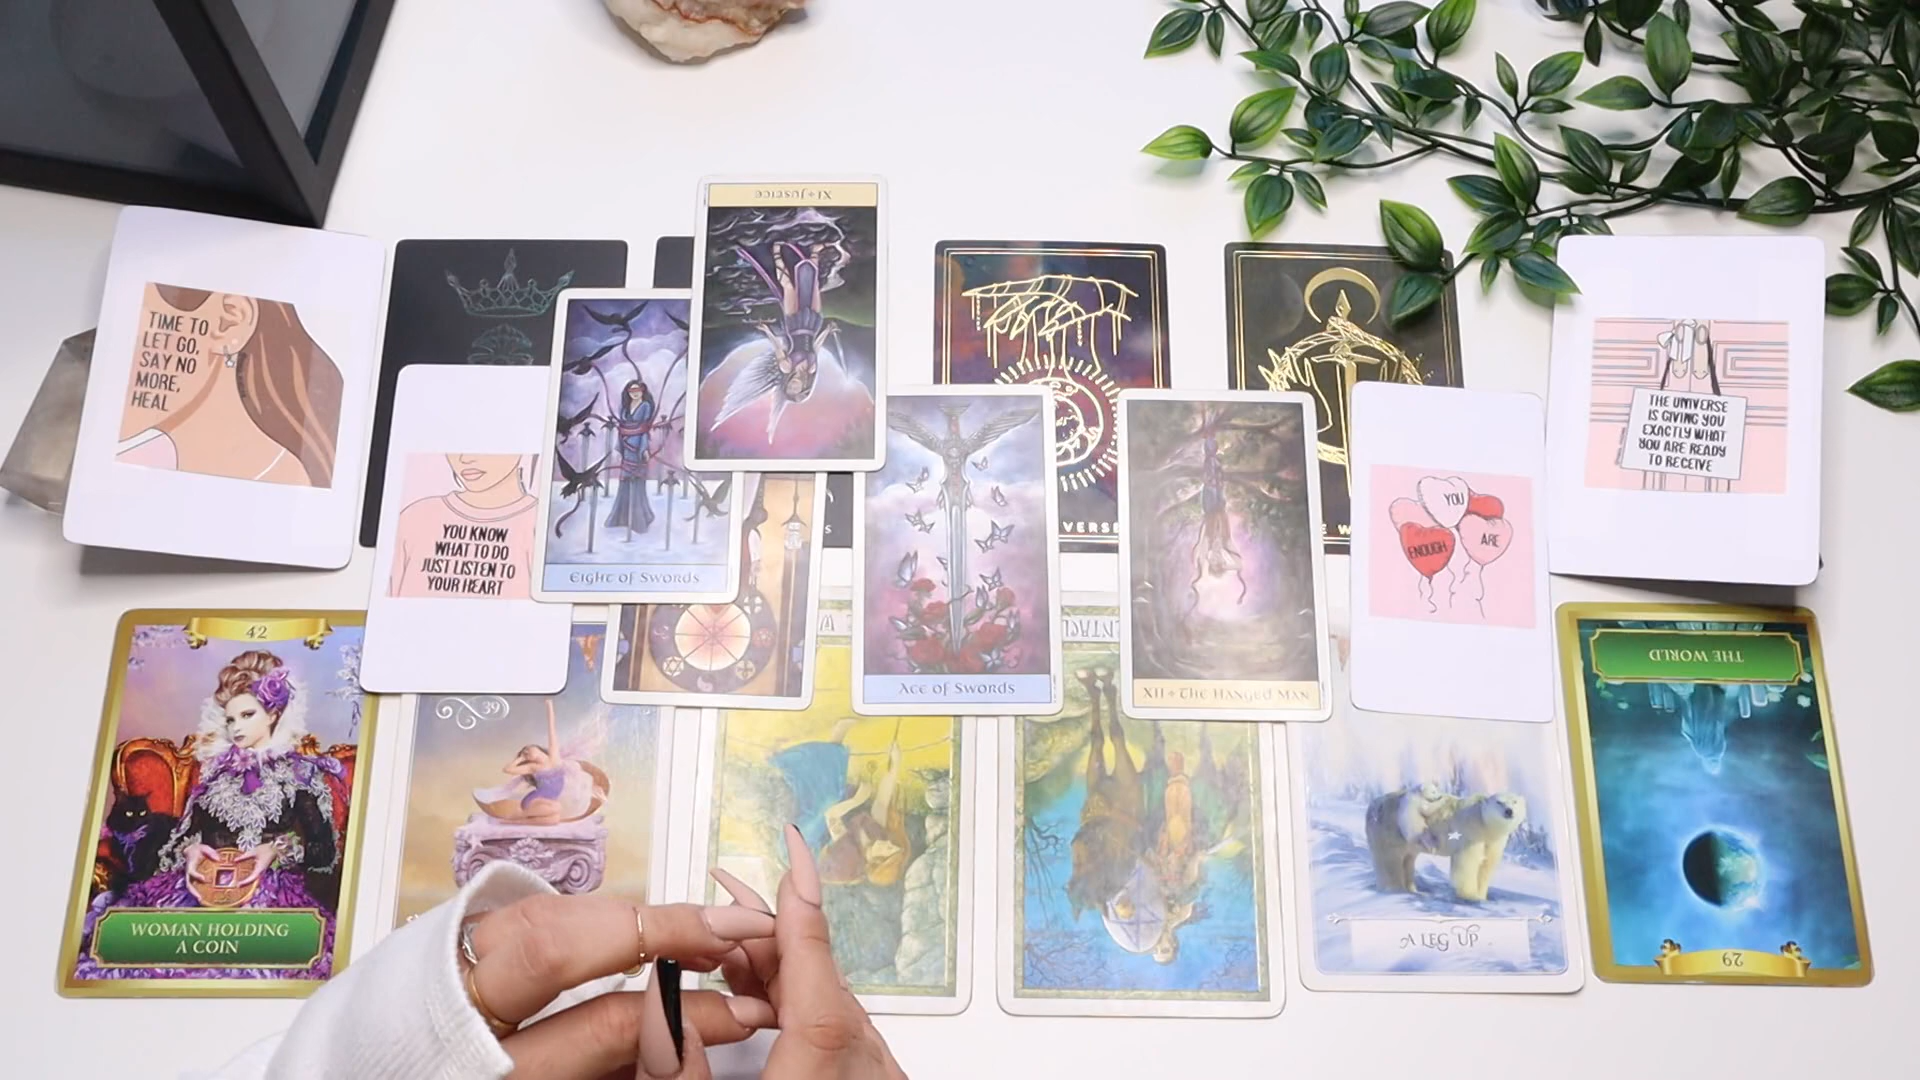 XI + JUSTICE
TIME TO
LET GO,
SAY NO
MORE,
HEAL
YOU KNOW
WHAT TO DO
JUST LISTEN TO
YOUR HEART
EIGHT OF SWORDS
ACE OF SWORDS
XII + THE HANGED MAN
YOU
ENOUGH
ARE
THE UNIVERSE
IS GIVING YOU
EXACTLY WHAT
YOU ARE READY
TO RECEIVE
42
WOMAN HOLDING
A COIN
39
A LEG UP
THE WORLD
29